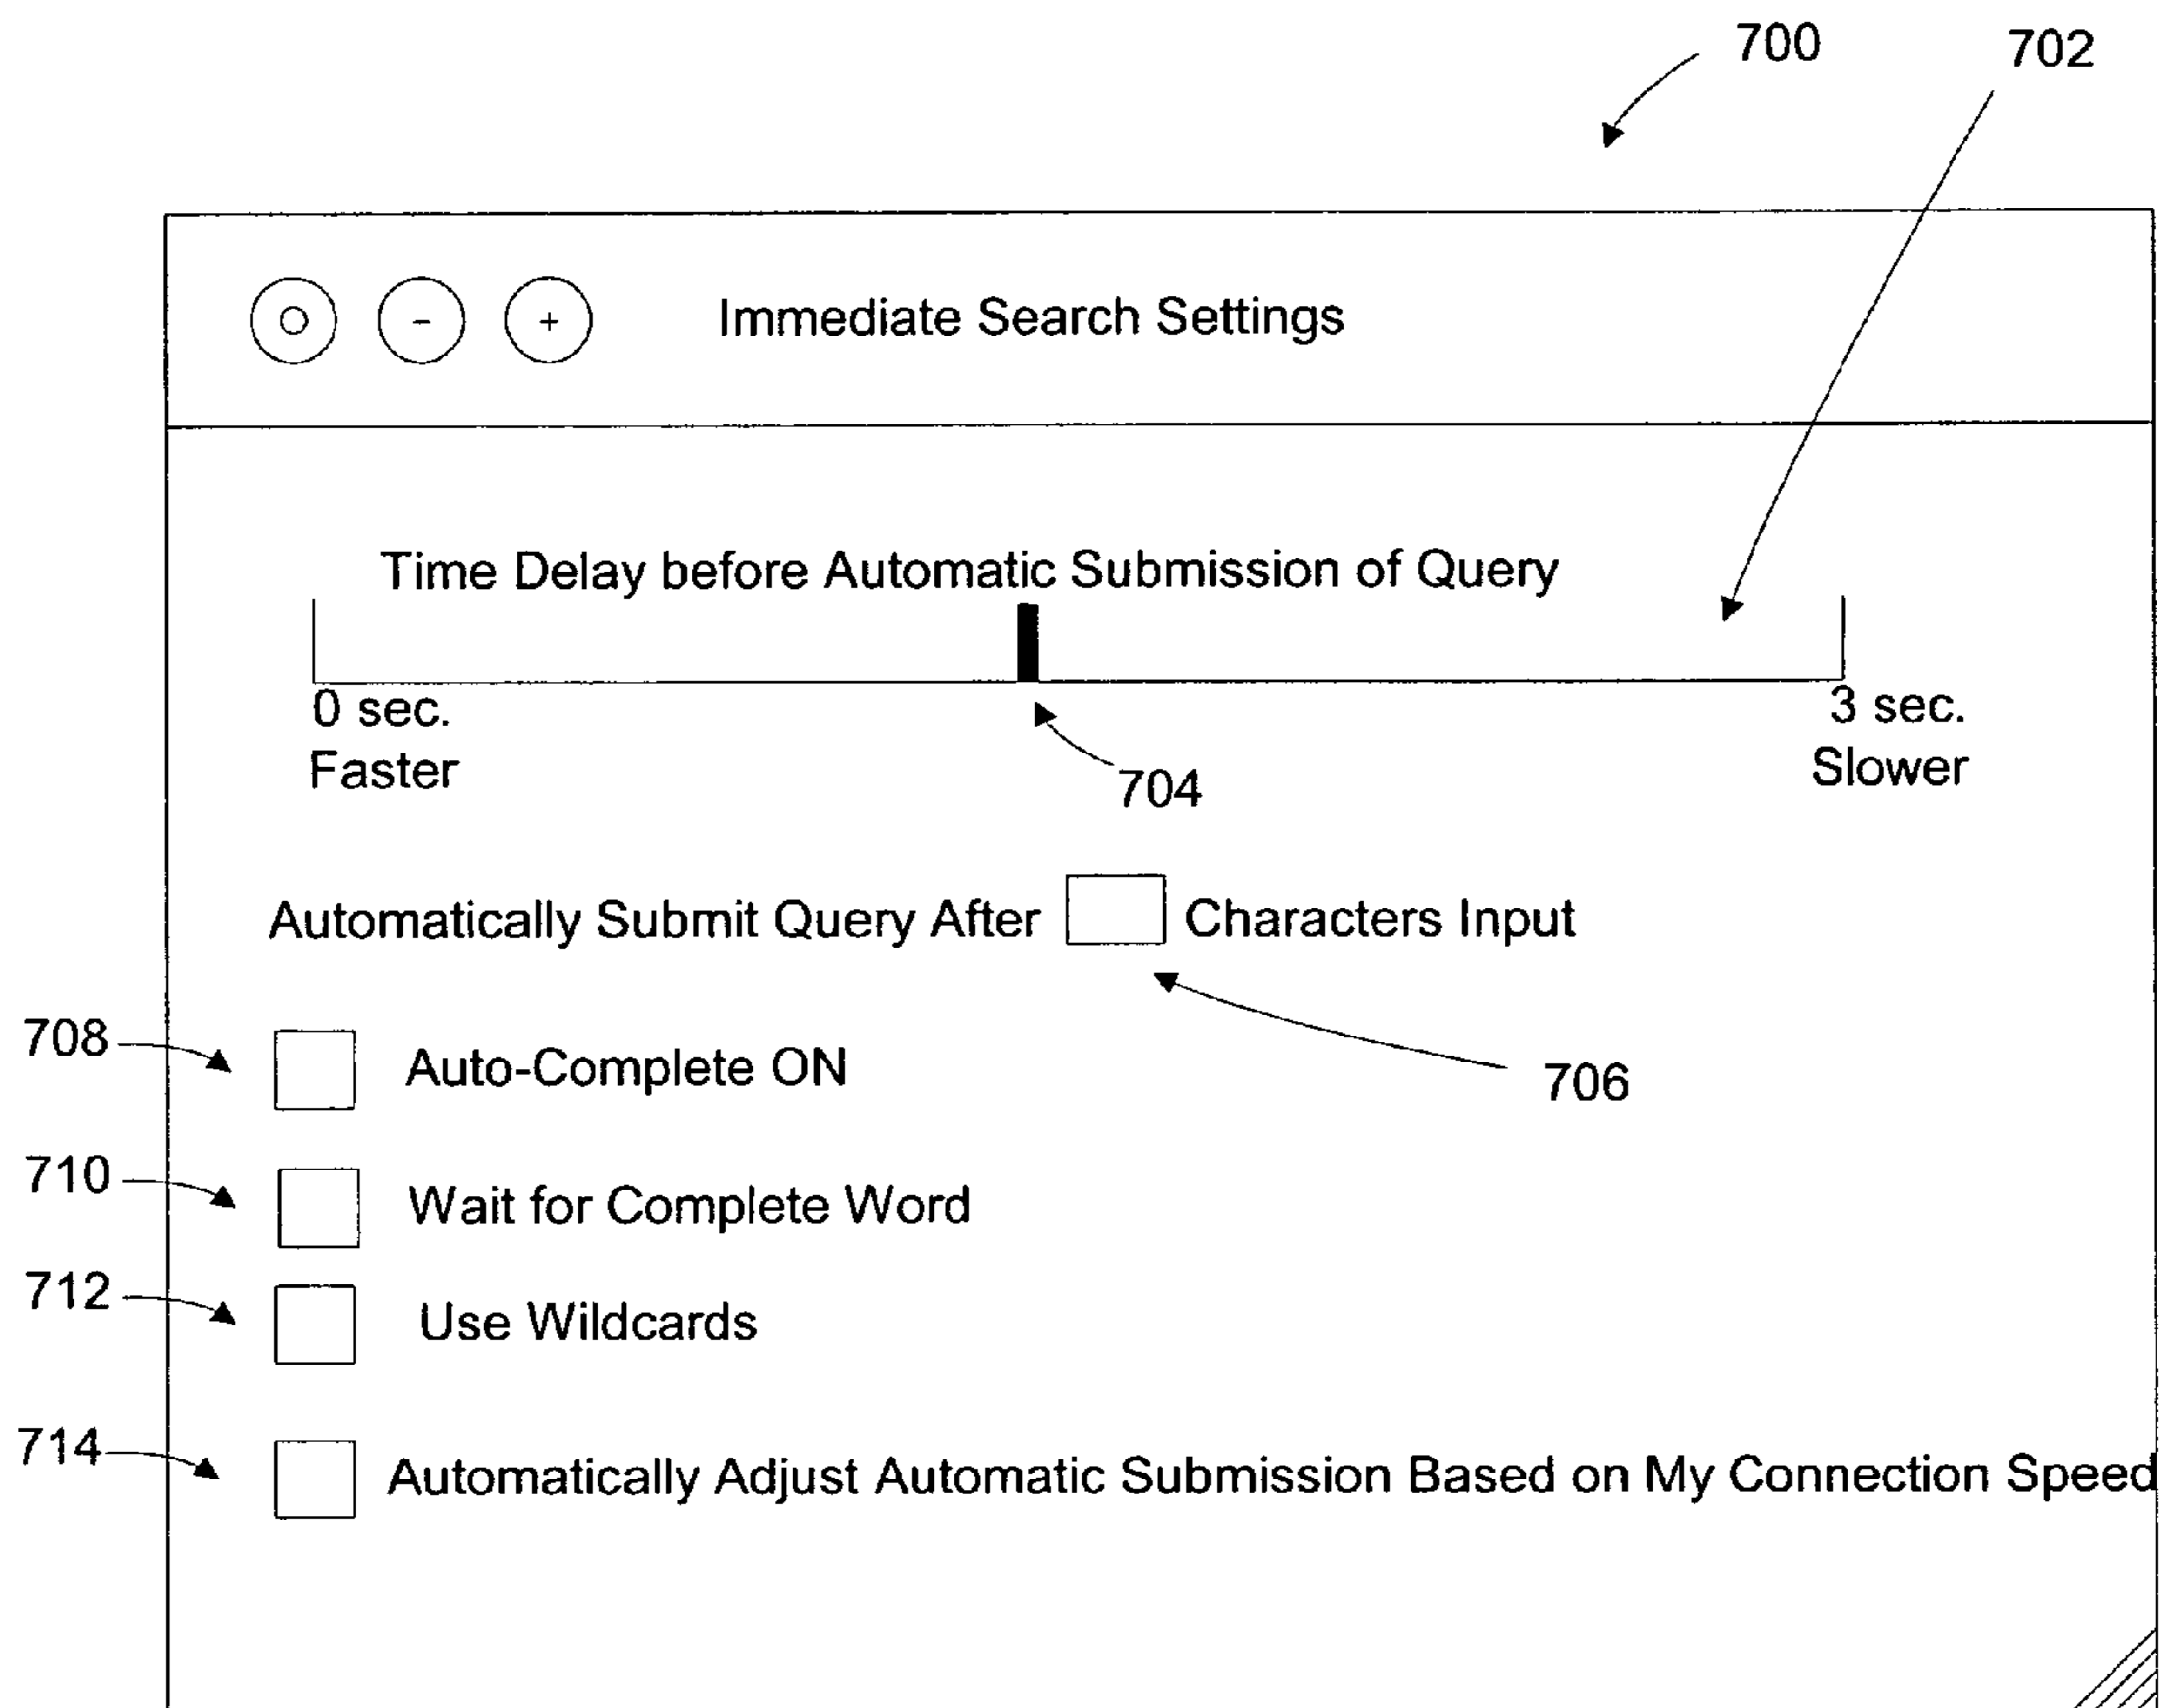 700
702
Immediate Search Settings
Time Delay before Automatic Submission of Query
0 sec.
3 sec.
Faster
Slower
704
Automatically Submit Query After
Characters Input
706
708
Auto-Complete ON
710
Wait for Complete Word
712
Use Wildcards
714
Automatically Adjust Automatic Submission Based on My Connection Speed